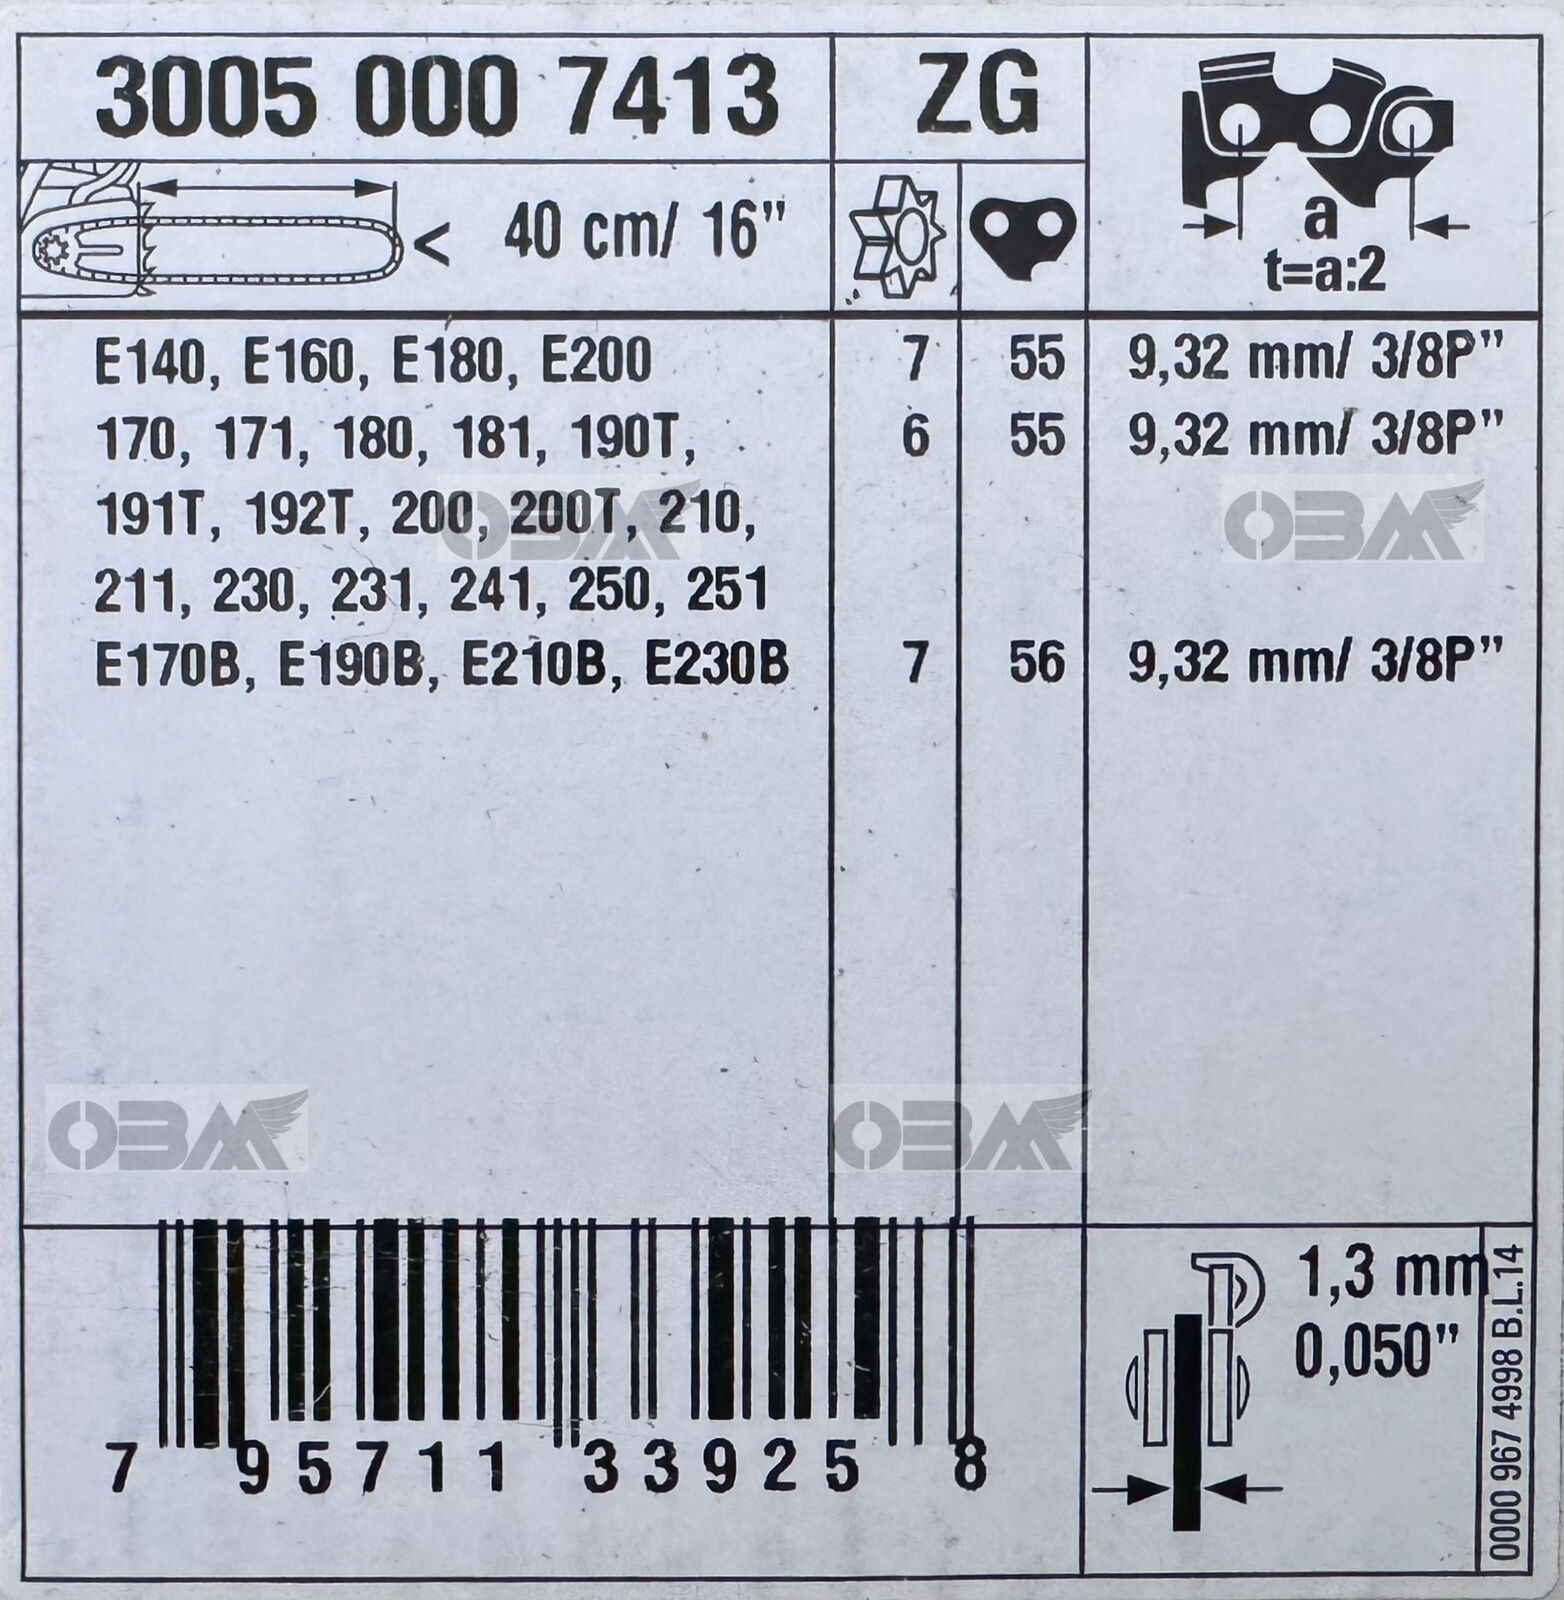 3005 000 7413 ZG
a
t=a:2
< 40 cm/ 16"
E140, E160, E180, E200 7 55 9,32 mm/ 3/8P"
170, 171, 180, 181, 190T, 6 55 9,32 mm/ 3/8P"
191T, 192T, 200, 200T, 210,
211, 230, 231, 241, 250, 251
E170B, E190B, E210B, E230B 7 56 9,32 mm/ 3/8P"
OBM
OBM
OBM
OBM
1,3 mm
0,050"
0000 967 4998 B.L.14
7 95711 33925 8